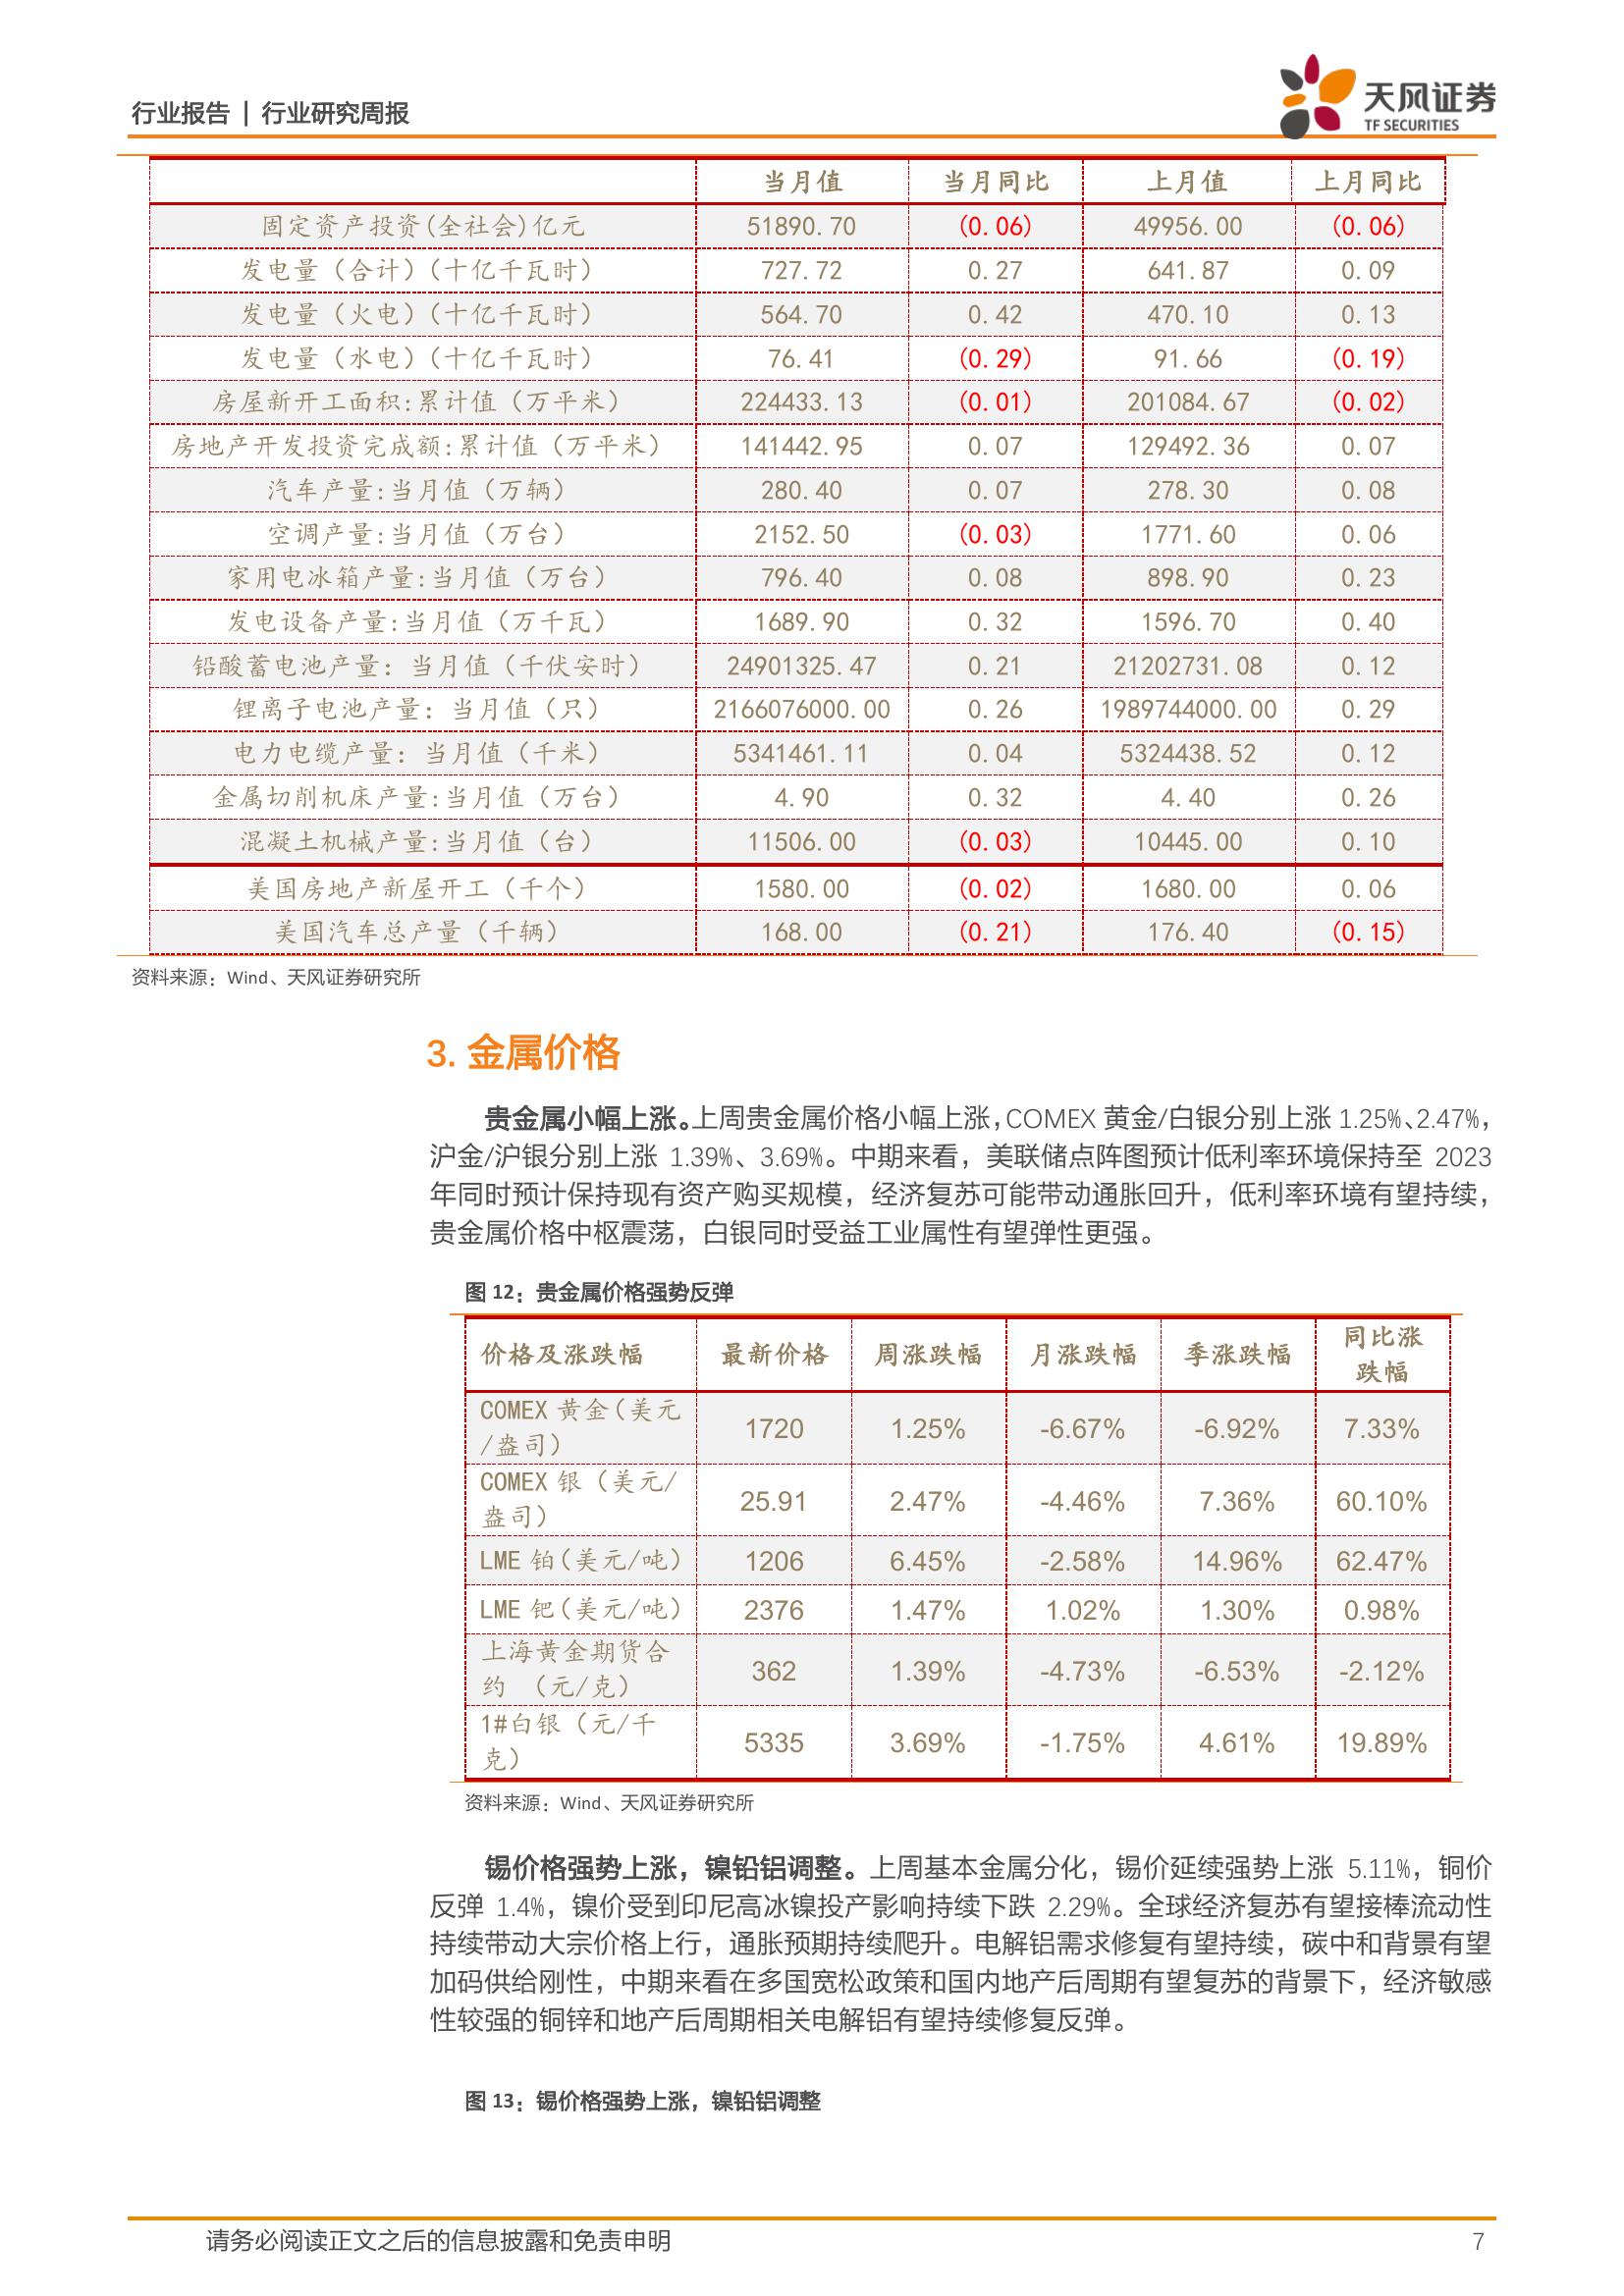 行业报告 | 行业研究周报
天风证券
TF SECURITIES
当月值 当月同比 上月值 上月同比
固定资产投资(全社会)亿元 51890.70 (0.06) 49956.00 (0.06)
发电量（合计）(十亿千瓦时） 727.72 0.27 641.87 0.09
发电量（火电）(十亿千瓦时） 564.70 0.42 470.10 0.13
发电量（水电）(十亿千瓦时） 76.41 (0.29) 91.66 (0.19)
房屋新开工面积:累计值（万平米） 224433.13 (0.01) 201084.67 (0.02)
房地产开发投资完成额:累计值（万平米） 141442.95 0.07 129492.36 0.07
汽车产量:当月值（万辆） 280.40 0.07 278.30 0.08
空调产量:当月值（万台） 2152.50 (0.03) 1771.60 0.06
家用电冰箱产量:当月值（万台） 796.40 0.08 898.90 0.23
发电设备产量:当月值（万千瓦） 1689.90 0.32 1596.70 0.40
铅酸蓄电池产量：当月值（千伏安时） 24901325.47 0.21 21202731.08 0.12
锂离子电池产量：当月值（只） 2166076000.00 0.26 1989744000.00 0.29
电力电缆产量：当月值（千米） 5341461.11 0.04 5324438.52 0.12
金属切削机床产量:当月值（万台） 4.90 0.32 4.40 0.26
混凝土机械产量:当月值（台） 11506.00 (0.03) 10445.00 0.10
美国房地产新屋开工（千个） 1580.00 (0.02) 1680.00 0.06
美国汽车总产量（千辆） 168.00 (0.21) 176.40 (0.15)
资料来源：Wind、天风证券研究所
3. 金属价格
贵金属小幅上涨。上周贵金属价格小幅上涨，COMEX 黄金/白银分别上涨 1.25%、2.47%，
沪金/沪银分别上涨 1.39%、3.69%。中期来看，美联储点阵图预计低利率环境保持至 2023
年同时预计保持现有资产购买规模，经济复苏可能带动通胀回升，低利率环境有望持续，
贵金属价格中枢震荡，白银同时受益工业属性有望弹性更强。
图 12：贵金属价格强势反弹
价格及涨跌幅 最新价格 周涨跌幅 月涨跌幅 季涨跌幅 同比涨
跌幅
COMEX 黄金(美元
/盎司） 1720 1.25% -6.67% -6.92% 7.33%
COMEX 银（美元/
盎司） 25.91 2.47% -4.46% 7.36% 60.10%
LME 铂(美元/吨） 1206 6.45% -2.58% 14.96% 62.47%
LME 钯(美元/吨） 2376 1.47% 1.02% 1.30% 0.98%
上海黄金期货合
约 （元/克） 362 1.39% -4.73% -6.53% -2.12%
1#白银（元/千
克） 5335 3.69% -1.75% 4.61% 19.89%
资料来源：Wind、天风证券研究所
锡价格强势上涨，镍铅铝调整。上周基本金属分化，锡价延续强势上涨 5.11%，铜价
反弹 1.4%，镍价受到印尼高冰镍投产影响持续下跌 2.29%。全球经济复苏有望接棒流动性
持续带动大宗价格上行，通胀预期持续爬升。电解铝需求修复有望持续，碳中和背景有望
加码供给刚性，中期来看在多国宽松政策和国内地产后周期有望复苏的背景下，经济敏感
性较强的铜锌和地产后周期相关电解铝有望持续修复反弹。
图 13：锡价格强势上涨，镍铅铝调整
请务必阅读正文之后的信息披露和免责申明 7